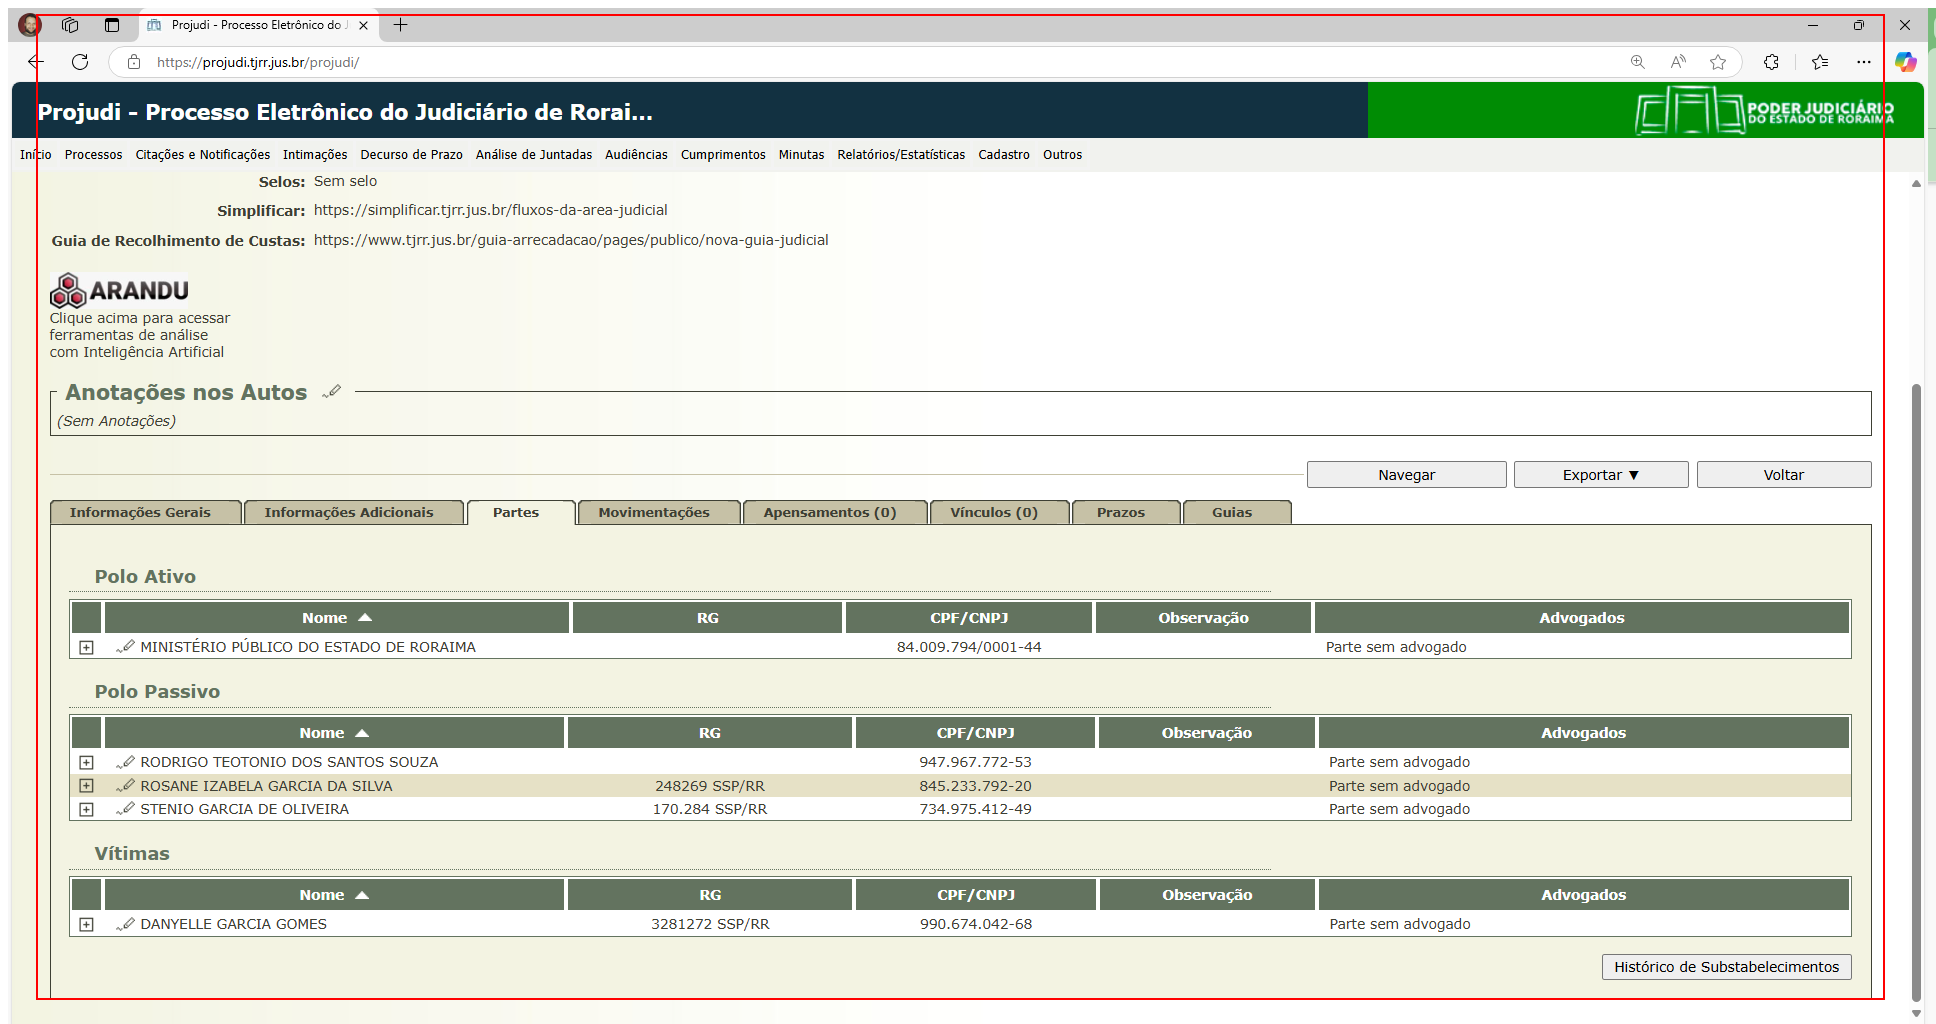 Projudi - Processo Eletrônico do J
https://projudi.tjrr.jus.br/projudi/
Projudi - Processo Eletrônico do Judiciário de Rorai...
PODER JUDICIÁRIO
DO ESTADO DE RORAIMA
Início Processos Citações e Notificações Intimações Decurso de Prazo Análise de Juntadas Audiências Cumprimentos Minutas Relatórios/Estatísticas Cadastro Outros
Selos: Sem selo
Simplificar: https://simplificar.tjrr.jus.br/fluxos-da-area-judicial
Guia de Recolhimento de Custas: https://www.tjrr.jus.br/guia-arrecadacao/pages/publico/nova-guia-judicial
ARANDU
Clique acima para acessar
ferramentas de análise
com Inteligência Artificial
Anotações nos Autos
(Sem Anotações)
Navegar Exportar ▼ Voltar
Informações Gerais Informações Adicionais Partes Movimentações Apensamentos (0) Vínculos (0) Prazos Guias
Polo Ativo
Nome RG CPF/CNPJ Observação Advogados
MINISTÉRIO PÚBLICO DO ESTADO DE RORAIMA 84.009.794/0001-44 Parte sem advogado
Polo Passivo
Nome RG CPF/CNPJ Observação Advogados
RODRIGO TEOTONIO DOS SANTOS SOUZA 947.967.772-53 Parte sem advogado
ROSANE IZABELA GARCIA DA SILVA 248269 SSP/RR 845.233.792-20 Parte sem advogado
STENIO GARCIA DE OLIVEIRA 170.284 SSP/RR 734.975.412-49 Parte sem advogado
Vítimas
Nome RG CPF/CNPJ Observação Advogados
DANYELLE GARCIA GOMES 3281272 SSP/RR 990.674.042-68 Parte sem advogado
Histórico de Substabelecimentos